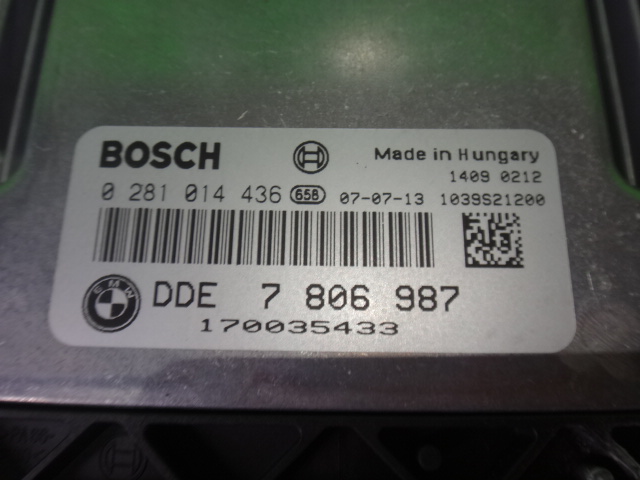 BOSCH
Made in Hungary
1409 0212
0 281 014 436 658 07-07-13 1039S21200
BMW
DDE 7 806 987
170035433